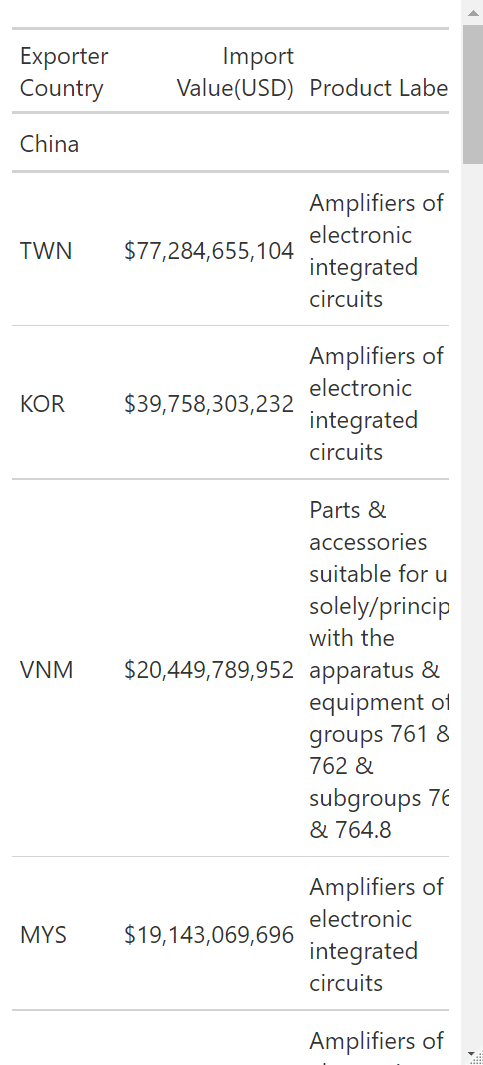 Exporter Country
Import Value(USD)
Product Labe
China
TWN
$77,284,655,104
Amplifiers of
electronic
integrated
circuits
KOR
$39,758,303,232
Amplifiers of
electronic
integrated
circuits
VNM
$20,449,789,952
Parts &
accessories
suitable for u
solely/princip
with the
apparatus &
equipment of
groups 761 &
762 &
subgroups 76
& 764.8
MYS
$19,143,069,696
Amplifiers of
electronic
integrated
circuits
Amplifiers of